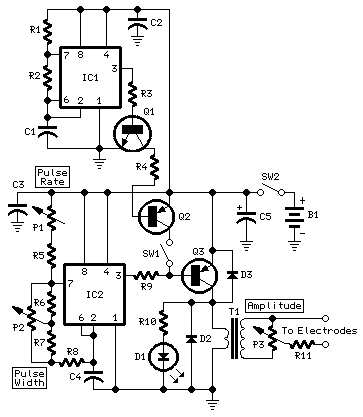 R1
C2
7
8
4
R2
3
IC1
R3
6
2
1
Q1
C1
R4
Pulse
Rate
C3
SW2
P1
+
+
Q2
C5
B1
−
SW1
R5
Q3
7
8
4
3
D3
IC2
R9
R6
Amplitude
P2
6
2
1
R10
T1
To Electrodes
R7
D2
P3
R8
D1
R11
Pulse
Width
C4